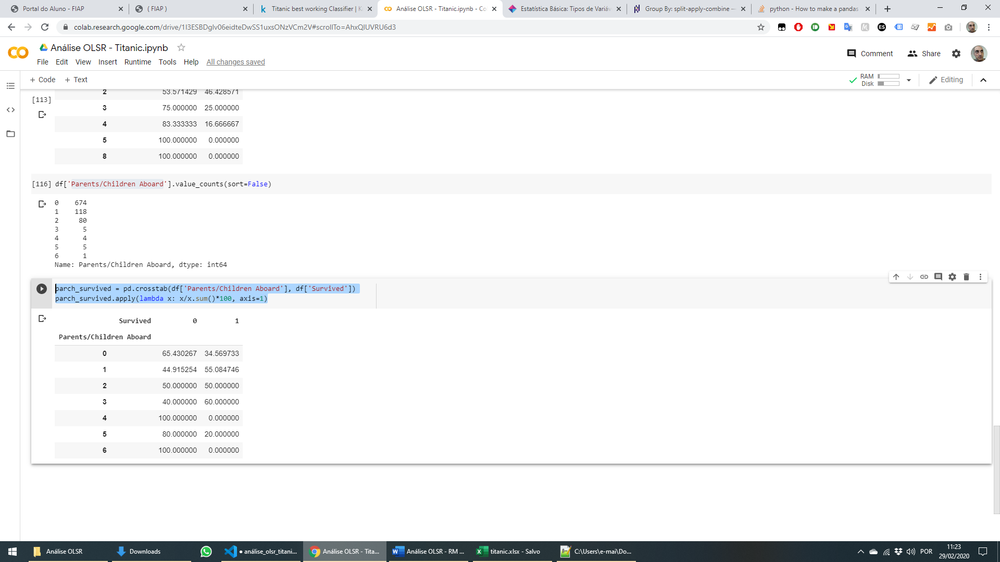 Portal do Aluno - FIAP
( FIAP )
Titanic best working Classifier | K
Análise OLSR - Titanic.ipynb - Co
Estatística Básica: Tipos de Variáv
Group By: split-apply-combine —
python - How to make a pandas
colab.research.google.com/drive/1I3ESBDgIv06eidteDwSS1uxsONzVCm2V#scrollTo=AhxQIUVRU6d3
Análise OLSR - Titanic.ipynb
File Edit View Insert Runtime Tools Help All changes saved
Comment
Share
+ Code + Text
RAM
Disk
Editing
2 53.571429 46.428571
[113]
3 75.000000 25.000000
4 83.333333 16.666667
5 100.000000 0.000000
8 100.000000 0.000000
[116] df['Parents/Children Aboard'].value_counts(sort=False)
0 674
1 118
2 80
3 5
4 4
5 5
6 1
Name: Parents/Children Aboard, dtype: int64
parch_survived = pd.crosstab(df['Parents/Children Aboard'], df['Survived'])
parch_survived.apply(lambda x: x/x.sum()*100, axis=1)
Survived 0 1
Parents/Children Aboard
0 65.430267 34.569733
1 44.915254 55.084746
2 50.000000 50.000000
3 40.000000 60.000000
4 100.000000 0.000000
5 80.000000 20.000000
6 100.000000 0.000000
Análise OLSR
Downloads
● análise_olsr_titani...
Análise OLSR - Tita...
Análise OLSR - RM ...
titanic.xlsx - Salvo
C:\Users\e-mai\Do...
POR
11:23
29/02/2020